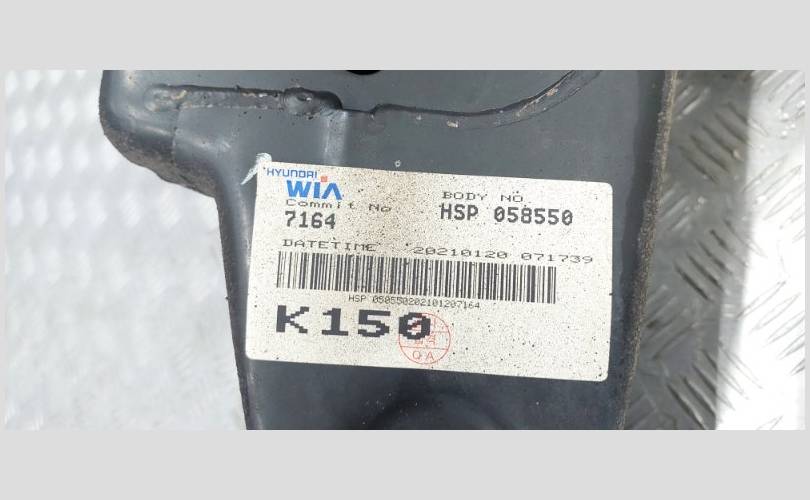 HYUNDAI
WIA
Commit No
BODY NO
7164
HSP 058550
DATETIME 20210120 071739
HSP 058550202101207164
K150
QA